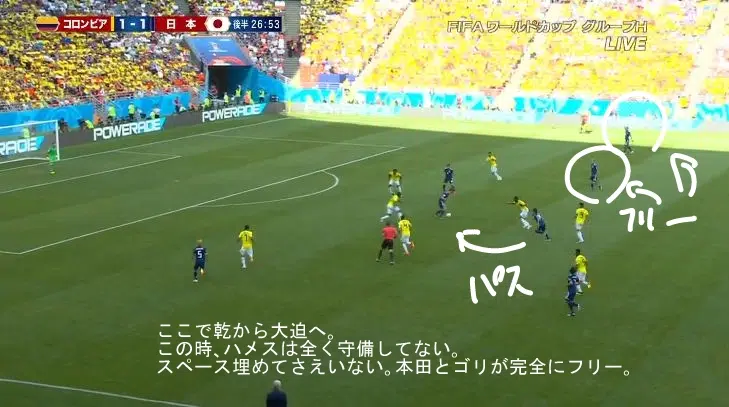 コロンビア 1-1 日本 後半 26:53
FIFA ワールドカップ グループH
LIVE
POWERADE
POWERADE
POWERADE
フリー
パス
ここで乾から大迫へ。
この時、ハメスは全く守備してない。
スペース埋めてさえいない。本田とゴリが完全にフリー。